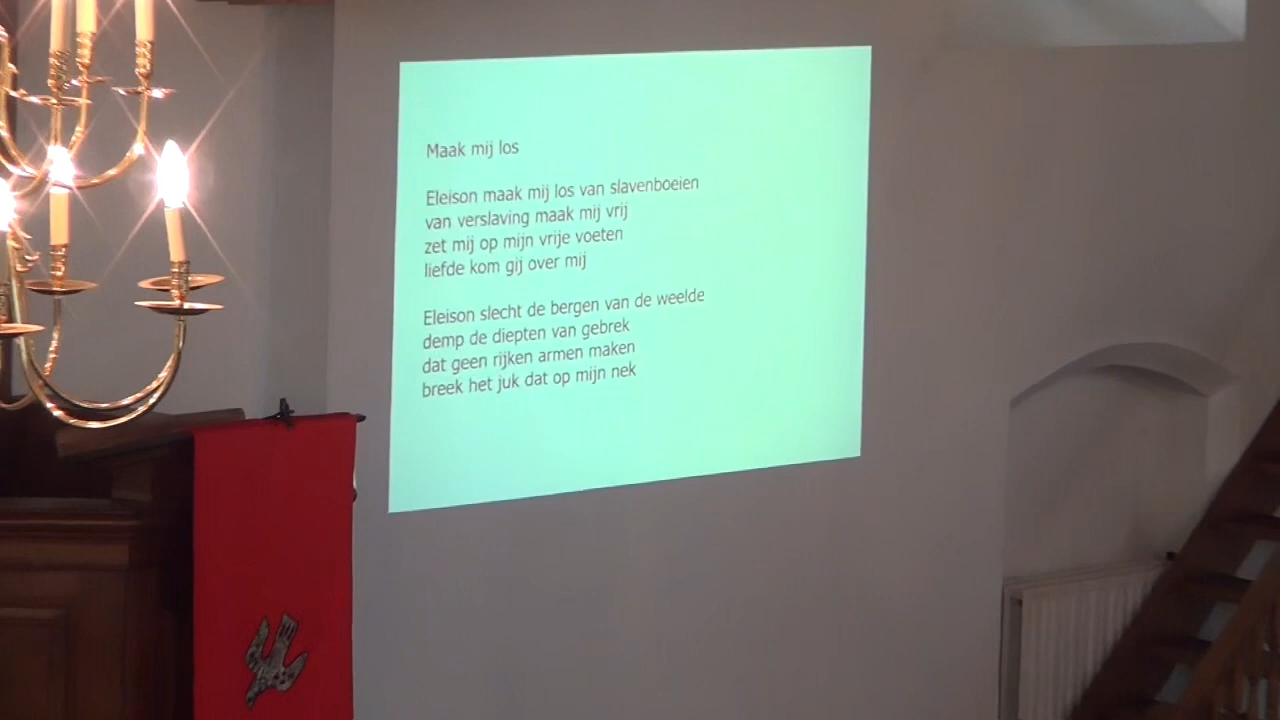 Maak mij los
Eleison maak mij los van slavenboeien
van verslaving maak mij vrij
zet mij op mijn vrije voeten
liefde kom gij over mij
Eleison slecht de bergen van de weelde
demp de diepten van gebrek
dat geen rijken armen maken
breek het juk dat op mijn nek